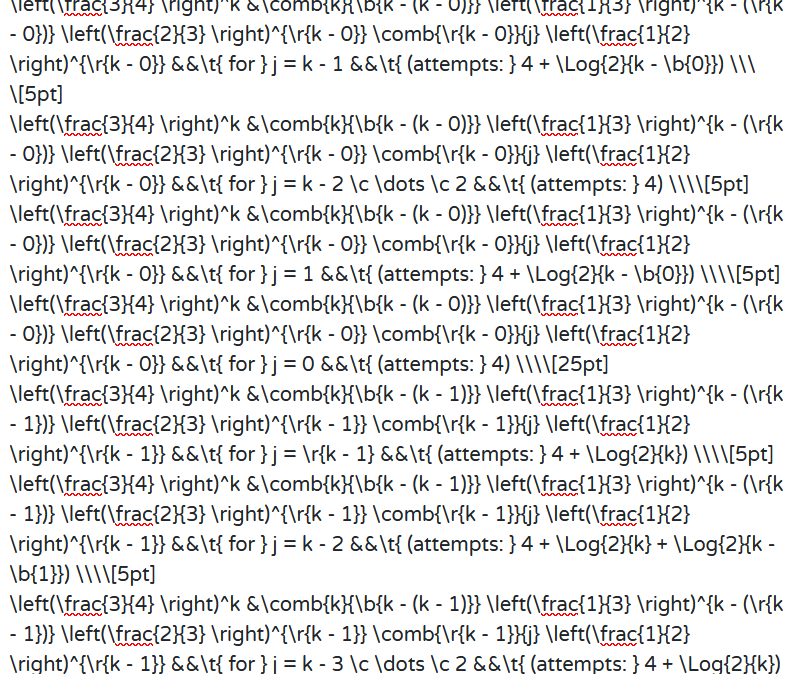 \left(\frac{3}{4} \right)^k &\comb{k}{\b{k - (k - 0)}} \left(\frac{1}{3} \right)^{k - (\r{k
- 0})} \left(\frac{2}{3} \right)^{\r{k - 0}} \comb{\r{k - 0}}{j} \left(\frac{1}{2}
\right)^{\r{k - 0}} &&\t{ for } j = k - 1 &&\t{ (attempts: } 4 + \Log{2}{k - \b{0}}) \\\
\[5pt]
\left(\frac{3}{4} \right)^k &\comb{k}{\b{k - (k - 0)}} \left(\frac{1}{3} \right)^{k - (\r{k
- 0})} \left(\frac{2}{3} \right)^{\r{k - 0}} \comb{\r{k - 0}}{j} \left(\frac{1}{2}
\right)^{\r{k - 0}} &&\t{ for } j = k - 2 \c \dots \c 2 &&\t{ (attempts: } 4) \\\\[5pt]
\left(\frac{3}{4} \right)^k &\comb{k}{\b{k - (k - 0)}} \left(\frac{1}{3} \right)^{k - (\r{k
- 0})} \left(\frac{2}{3} \right)^{\r{k - 0}} \comb{\r{k - 0}}{j} \left(\frac{1}{2}
\right)^{\r{k - 0}} &&\t{ for } j = 1 &&\t{ (attempts: } 4 + \Log{2}{k - \b{0}}) \\\\[5pt]
\left(\frac{3}{4} \right)^k &\comb{k}{\b{k - (k - 0)}} \left(\frac{1}{3} \right)^{k - (\r{k
- 0})} \left(\frac{2}{3} \right)^{\r{k - 0}} \comb{\r{k - 0}}{j} \left(\frac{1}{2}
\right)^{\r{k - 0}} &&\t{ for } j = 0 &&\t{ (attempts: } 4) \\\\[25pt]
\left(\frac{3}{4} \right)^k &\comb{k}{\b{k - (k - 1)}} \left(\frac{1}{3} \right)^{k - (\r{k
- 1})} \left(\frac{2}{3} \right)^{\r{k - 1}} \comb{\r{k - 1}}{j} \left(\frac{1}{2}
\right)^{\r{k - 1}} &&\t{ for } j = \r{k - 1} &&\t{ (attempts: } 4 + \Log{2}{k}) \\\\[5pt]
\left(\frac{3}{4} \right)^k &\comb{k}{\b{k - (k - 1)}} \left(\frac{1}{3} \right)^{k - (\r{k
- 1})} \left(\frac{2}{3} \right)^{\r{k - 1}} \comb{\r{k - 1}}{j} \left(\frac{1}{2}
\right)^{\r{k - 1}} &&\t{ for } j = k - 2 &&\t{ (attempts: } 4 + \Log{2}{k} + \Log{2}{k -
\b{1}}) \\\\[5pt]
\left(\frac{3}{4} \right)^k &\comb{k}{\b{k - (k - 1)}} \left(\frac{1}{3} \right)^{k - (\r{k
- 1})} \left(\frac{2}{3} \right)^{\r{k - 1}} \comb{\r{k - 1}}{j} \left(\frac{1}{2}
\right)^{\r{k - 1}} &&\t{ for } j = k - 3 \c \dots \c 2 &&\t{ (attempts: } 4 + \Log{2}{k})